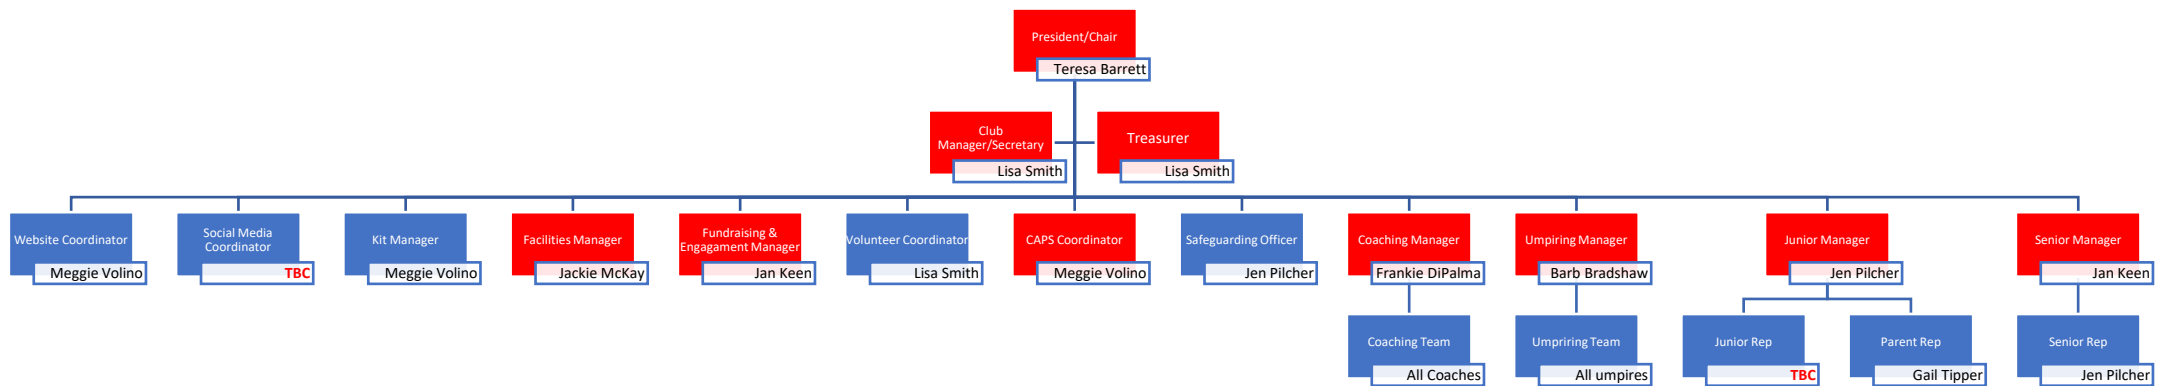 President/Chair
Teresa Barrett
Club
Manager/Secretary
Lisa Smith
Treasurer
Lisa Smith
Website Coordinator
Meggie Volino
Social Media
Coordinator
TBC
Kit Manager
Meggie Volino
Facilities Manager
Jackie McKay
Fundraising &
Engagament Manager
Jan Keen
Volunteer Coordinator
Lisa Smith
CAPS Coordinator
Meggie Volino
Safeguarding Officer
Jen Pilcher
Coaching Manager
Frankie DiPalma
Umpiring Manager
Barb Bradshaw
Junior Manager
Jen Pilcher
Senior Manager
Jan Keen
Coaching Team
All Coaches
Umpriring Team
All umpires
Junior Rep
TBC
Parent Rep
Gail Tipper
Senior Rep
Jen Pilcher